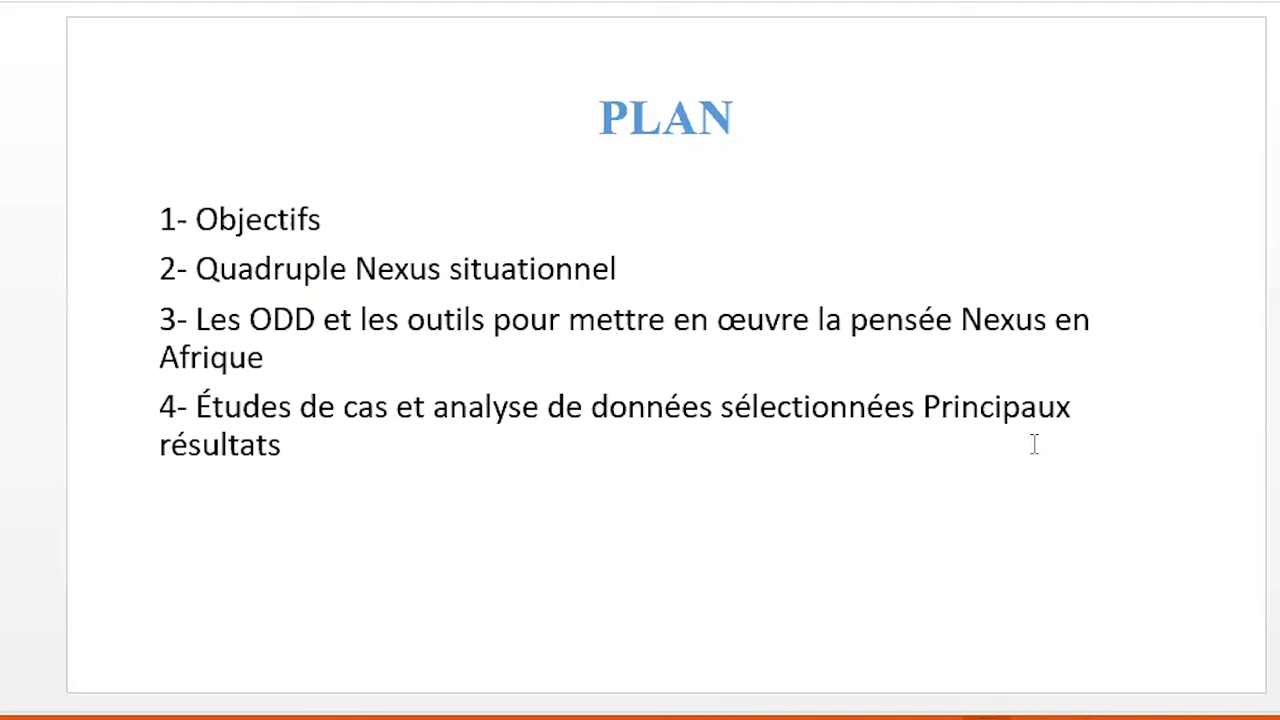 PLAN
1- Objectifs
2- Quadruple Nexus situationnel
3- Les ODD et les outils pour mettre en œuvre la pensée Nexus en
Afrique
4- Études de cas et analyse de données sélectionnées Principaux
résultats